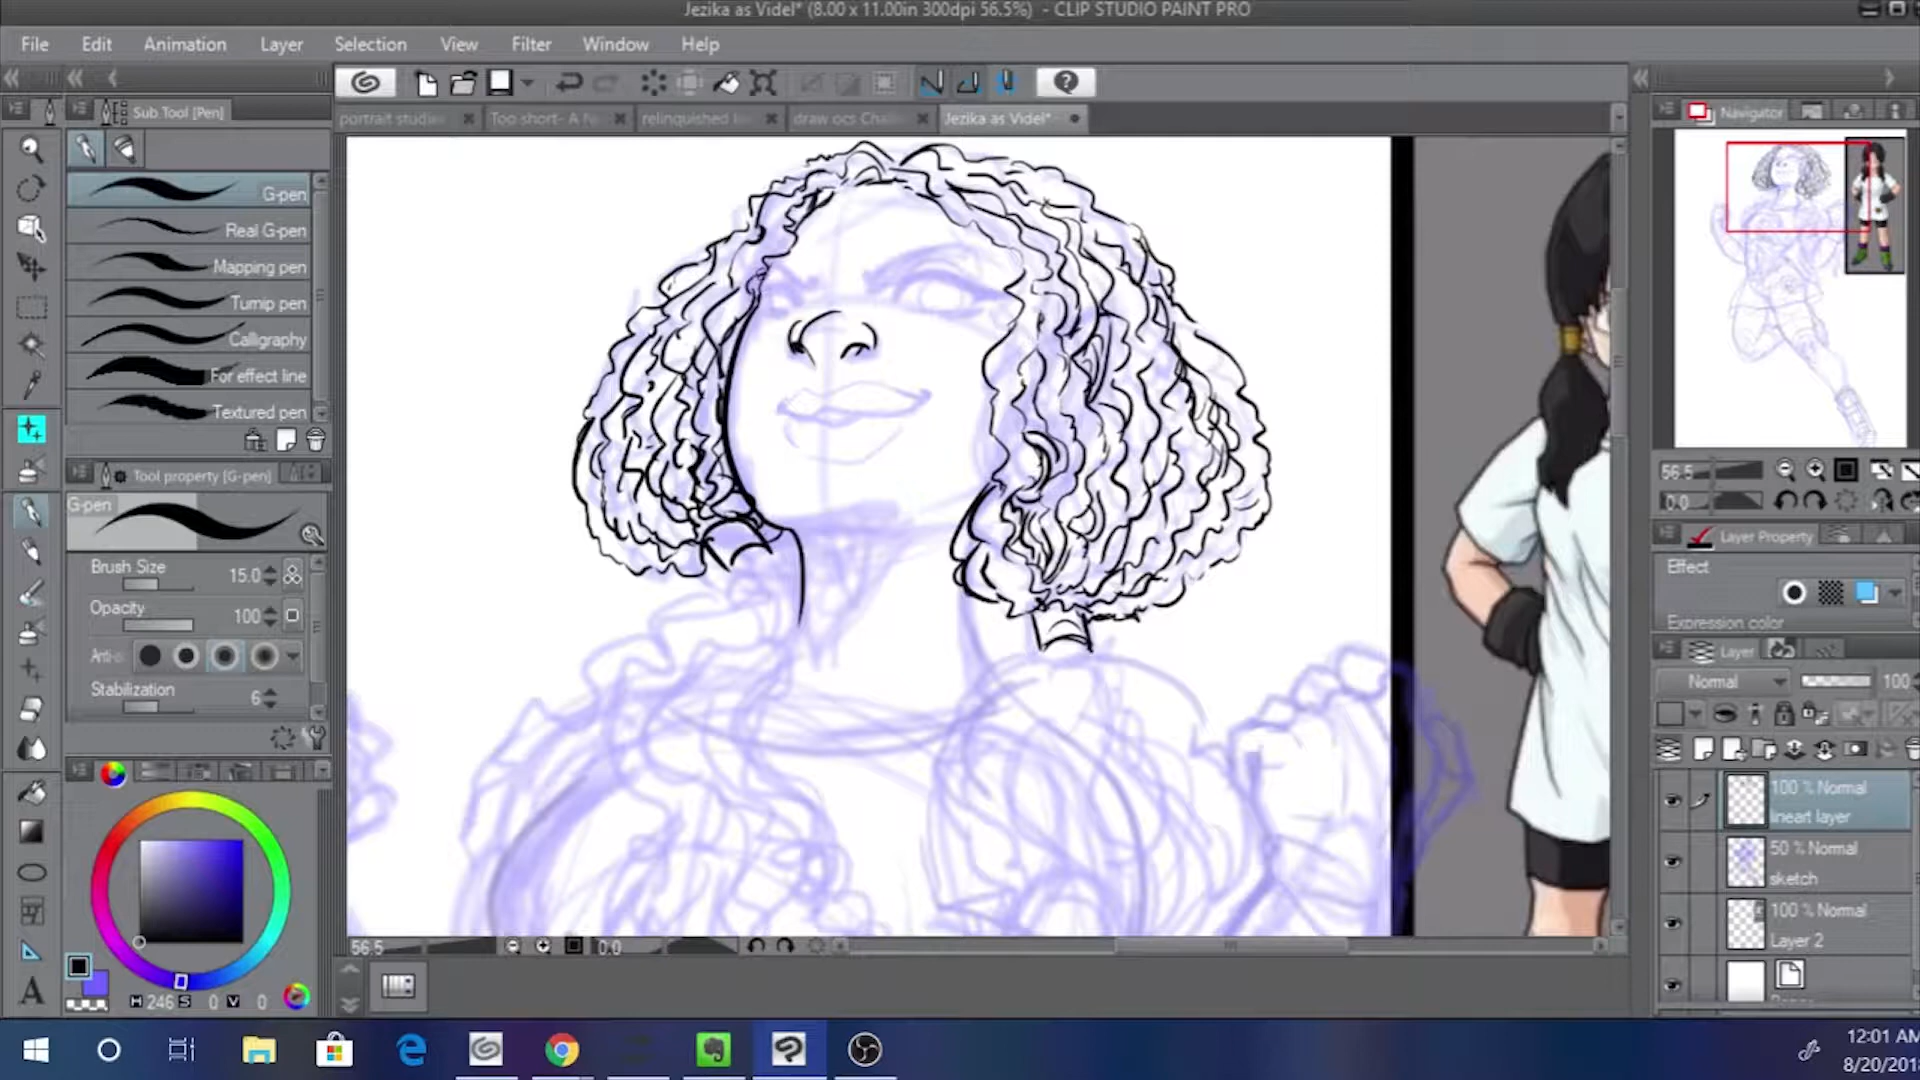 Jezika as Videl* (8.00 x 11.00in 300dpi 56.5%) - CLIP STUDIO PAINT PRO
File Edit Animation Layer Selection View Filter Window Help
Sub Tool [Pen]
portrait studie
Too short- A
relinquished
draw ocs Chall
Jezika as Videl*
Navigator
G-pen
Real G-pen
Mapping pen
Turnip pen
Calligraphy
For effect line
Textured pen
Tool property [G-pen]
G-pen
Brush Size 15.0
Opacity 100
Anti-
Stabilization 6
H 246 S 0 V 0
56.5 0.0
56.5
0.0
Layer Property
Effect
Expression color
Layer
Normal 100
100 % Normal
lineart layer
50 % Normal
sketch
100 % Normal
Layer 2
A
12:01 AM
8/20/201